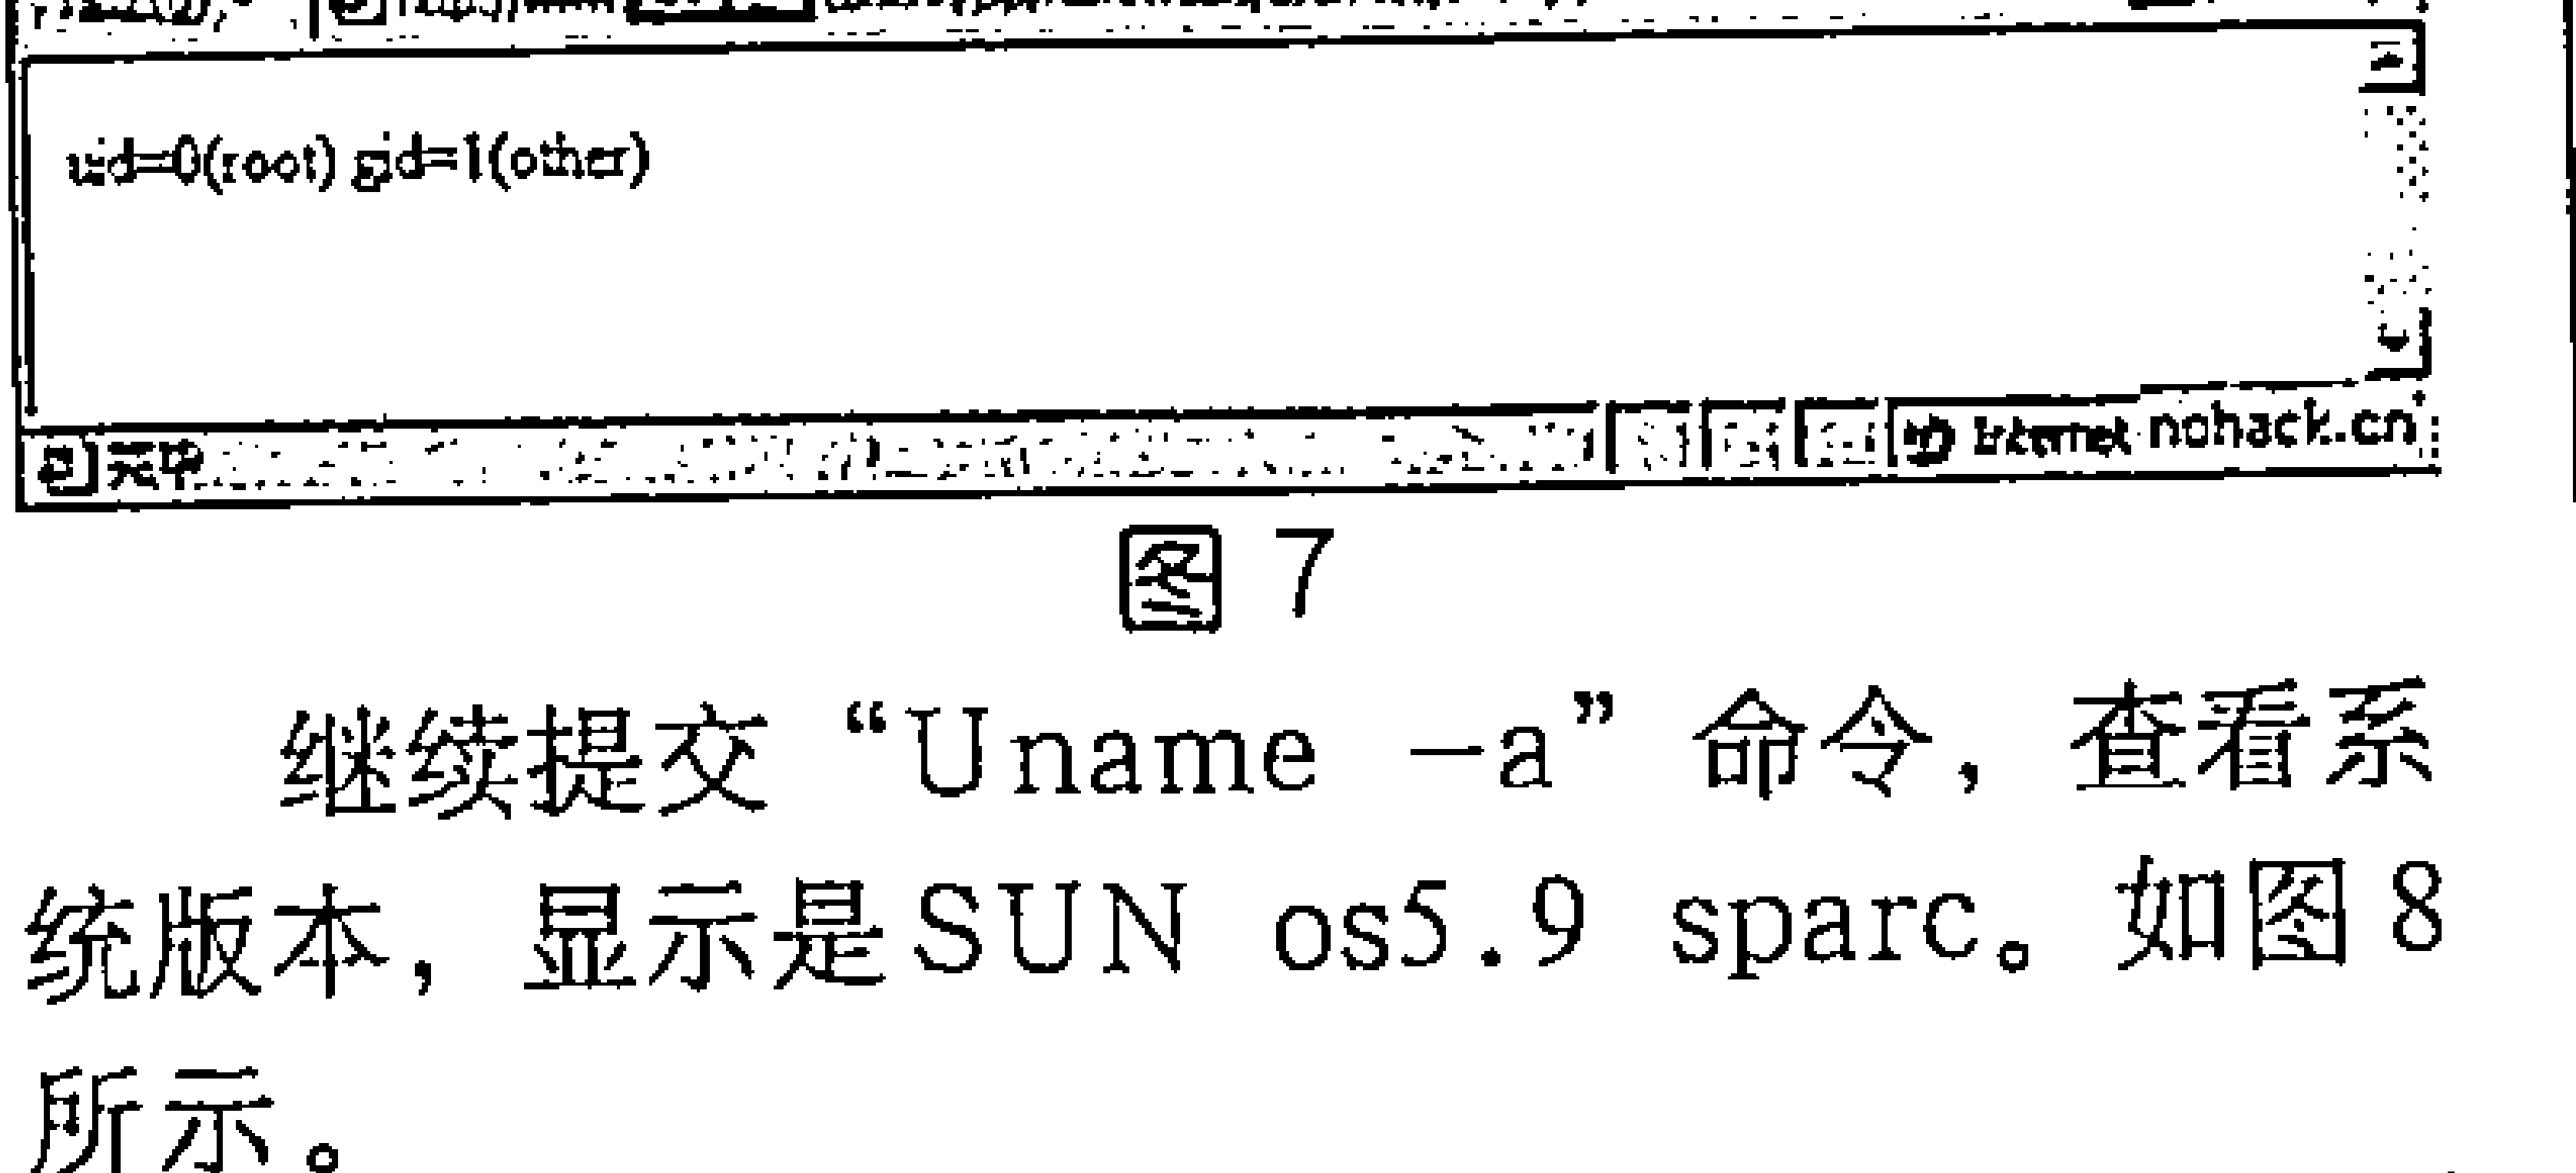 uid=0(root) gid=1(other)
Internet nohack.cn
图 7
继续提交“Uname -a”命令，查看系
统版本，显示是SUN os5.9 sparc。如图8
所示。